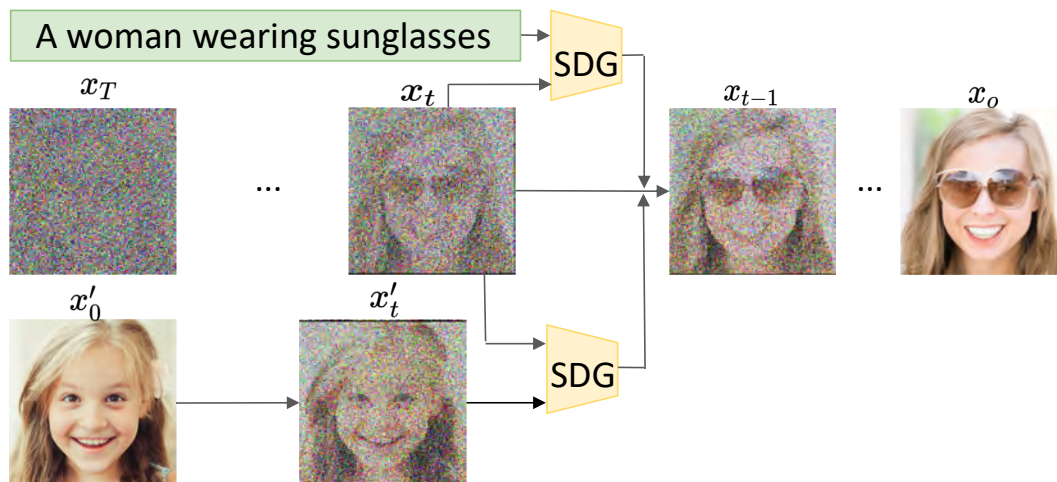 A woman wearing sunglasses
SDG
x_T
x_t
x_{t-1}
x_o
...
...
x'_0
x'_t
SDG